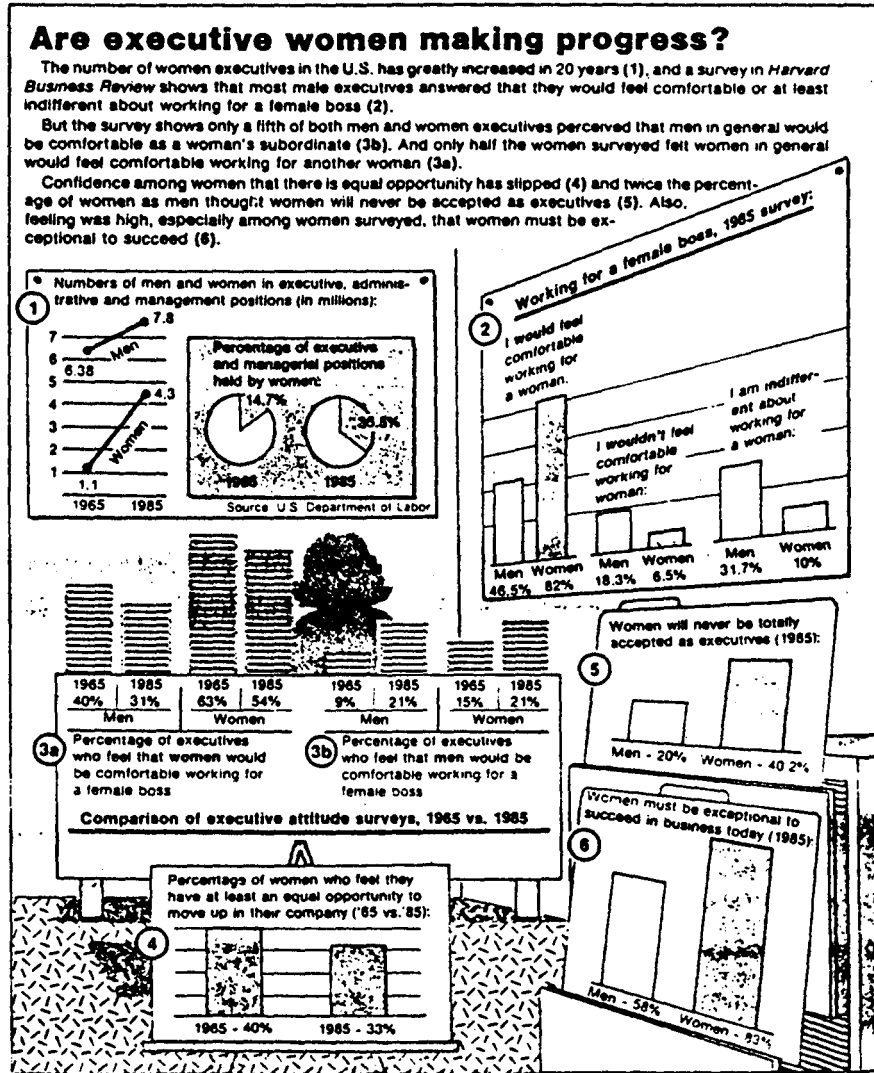 Are executive women making progress?
The number of women executives in the U.S. has greatly increased in 20 years (1), and a survey in Harvard
Business Review shows that most male executives answered that they would feel comfortable or at least
indifferent about working for a female boss (2).
But the survey shows only a fifth of both men and women executives perceived that men in general would
be comfortable as a woman's subordinate (3b). And only half the women surveyed felt women in general
would feel comfortable working for another woman (3a).
Confidence among women that there is equal opportunity has slipped (4) and twice the percent-
age of women as men thought women will never be accepted as executives (5). Also,
feeling was high, especially among women surveyed, that women must be ex-
ceptional to succeed (6).
1
Numbers of men and women in executive, adminis-
trative and management positions (in millions):
7.8
7
6
5
4
3
2
1
6.38
Men
4.3
Women
1.1
1965 1985
Percentage of executive
and managerial positions
held by women:
14.7%
1985
Source U.S. Department of Labor
2
Working for a female boss, 1985 survey:
I would feel
comfortable
working for
a woman.
I wouldn't feel
comfortable
working for
woman:
I am indiffer-
ent about
working for
a woman:
Men Women
46.5% 82%
Men Women
18.3% 6.5%
Men Women
31.7% 10%
1965 1985 1965 1985
40% 31% 63% 54%
Men Women
3a
Percentage of executives
who feel that women would
be comfortable working for
a female boss
1965 1985 1965 1985
9% 21% 15% 21%
Men Women
3b
Percentage of executives
who feel that men would be
comfortable working for a
female boss
Comparison of executive attitude surveys, 1965 vs. 1985
4
Percentage of women who feel they
have at least an equal opportunity to
move up in their company ('65 vs.'85):
1965 - 40% 1985 - 33%
5
Women will never be totally
accepted as executives (1985):
Men - 20% Women - 40 2%
6
Women must be exceptional to
succeed in business today (1985):
Men - 58% Women - 83%